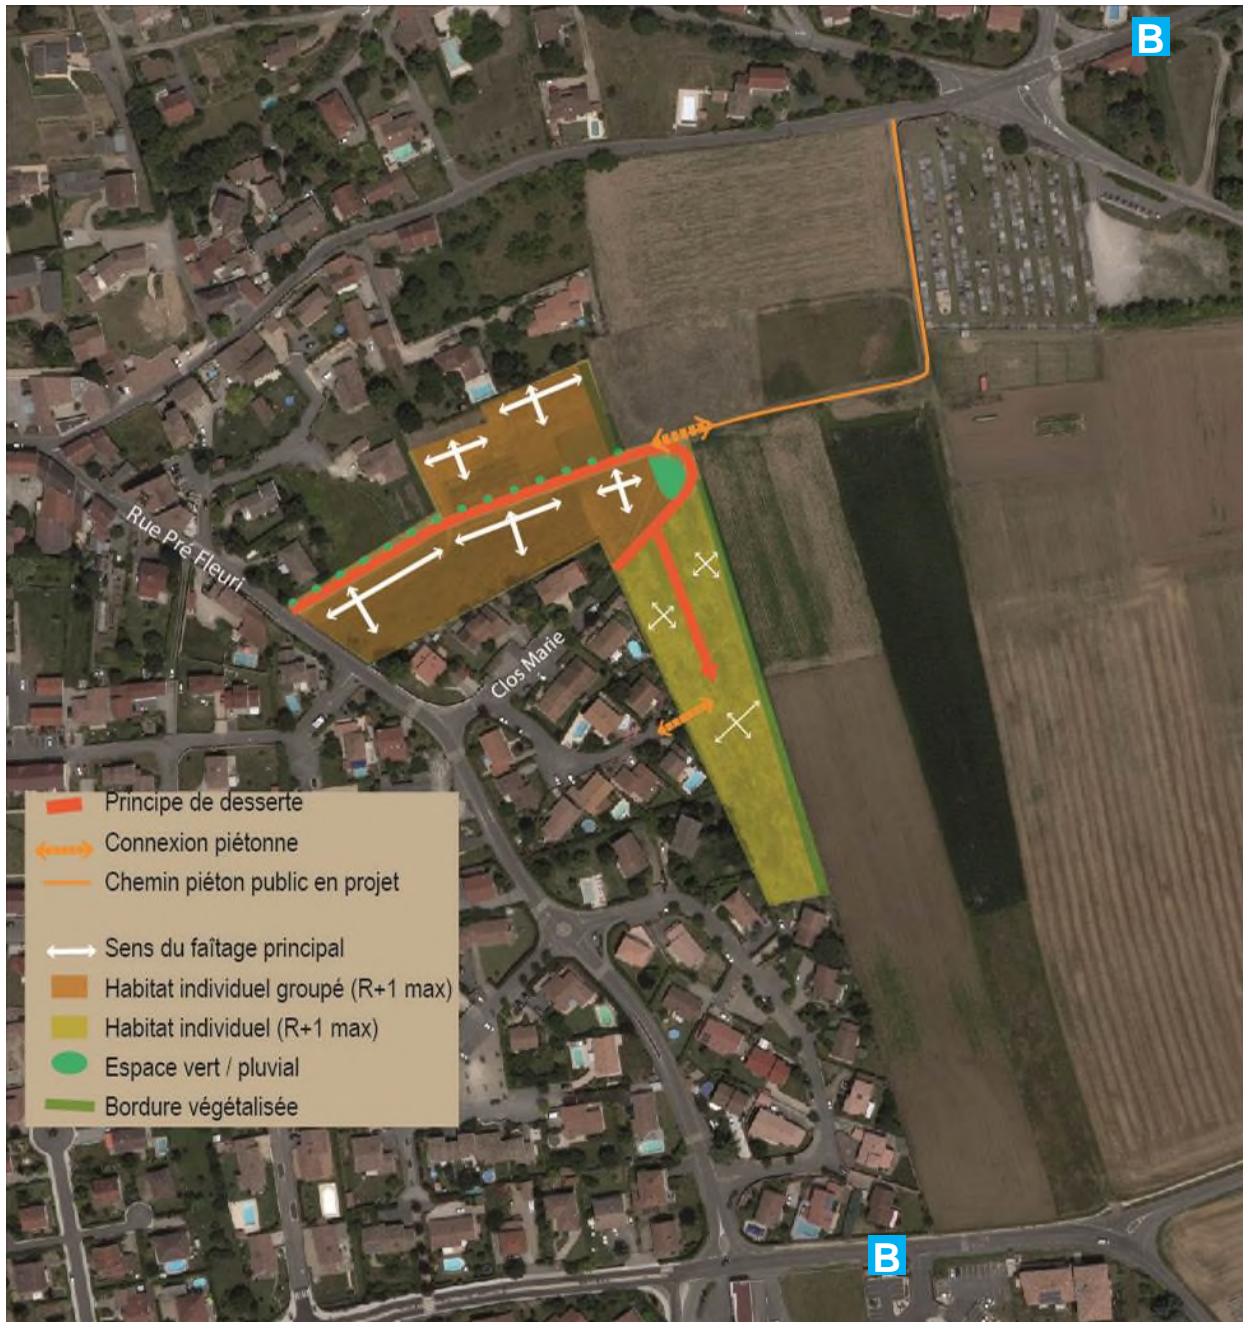 B
Rue Pré Fleuri
Clos Marie
Principe de desserte
Connexion piétonne
Chemin piéton public en projet
Sens du faîtage principal
Habitat individuel groupé (R+1 max)
Habitat individuel (R+1 max)
Espace vert / pluvial
Bordure végétalisée
B